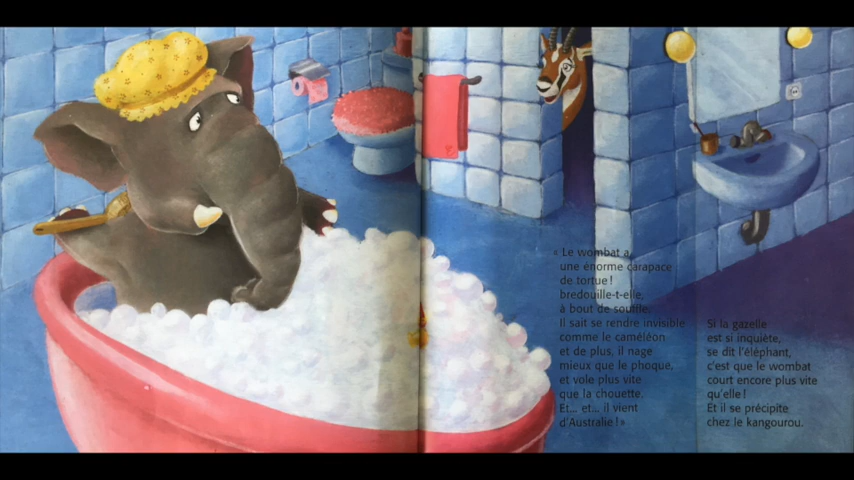 « Le wombat a
une énorme carapace
de tortue !
bredouille-t-elle,
à bout de souffle.
Il sait se rendre invisible
comme le caméléon
et de plus, il nage
mieux que le phoque,
et vole plus vite
que la chouette.
Et... et... il vient
d'Australie ! »
Si la gazelle
est si inquiète,
se dit l'éléphant,
c'est que le wombat
court encore plus vite
qu'elle !
Et il se précipite
chez le kangourou.